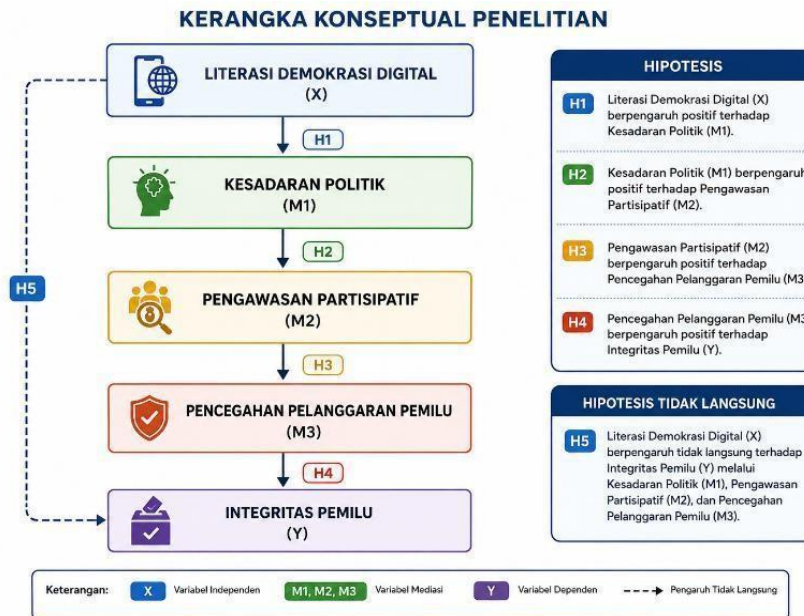 KERANGKA KONSEPTUAL PENELITIAN
LITERASI DEMOKRASI DIGITAL
(X)
H1
KESADARAN POLITIK
(M1)
H2
PENGAWASAN PARTISIPATIF
(M2)
H3
PENCEGAHAN PELANGGARAN PEMILU
(M3)
H4
INTEGRITAS PEMILU
(Y)
H5
HIPOTESIS
H1
Literasi Demokrasi Digital (X)
berpengaruh positif terhadap
Kesadaran Politik (M1).
H2
Kesadaran Politik (M1) berpengaruh
positif terhadap Pengawasan
Partisipatif (M2).
H3
Pengawasan Partisipatif (M2)
berpengaruh positif terhadap
Pencegahan Pelanggaran Pemilu (M3
H4
Pencegahan Pelanggaran Pemilu (M3
berpengaruh positif terhadap
Integritas Pemilu (Y).
HIPOTESIS TIDAK LANGSUNG
H5
Literasi Demokrasi Digital (X)
berpengaruh tidak langsung terhadap
Integritas Pemilu (Y) melalui
Kesadaran Politik (M1), Pengawasan
Partisipatif (M2), dan Pencegahan
Pelanggaran Pemilu (M3).
Keterangan: X Variabel Independen M1, M2, M3 Variabel Mediasi Y Variabel Dependen Pengaruh Tidak Langsung